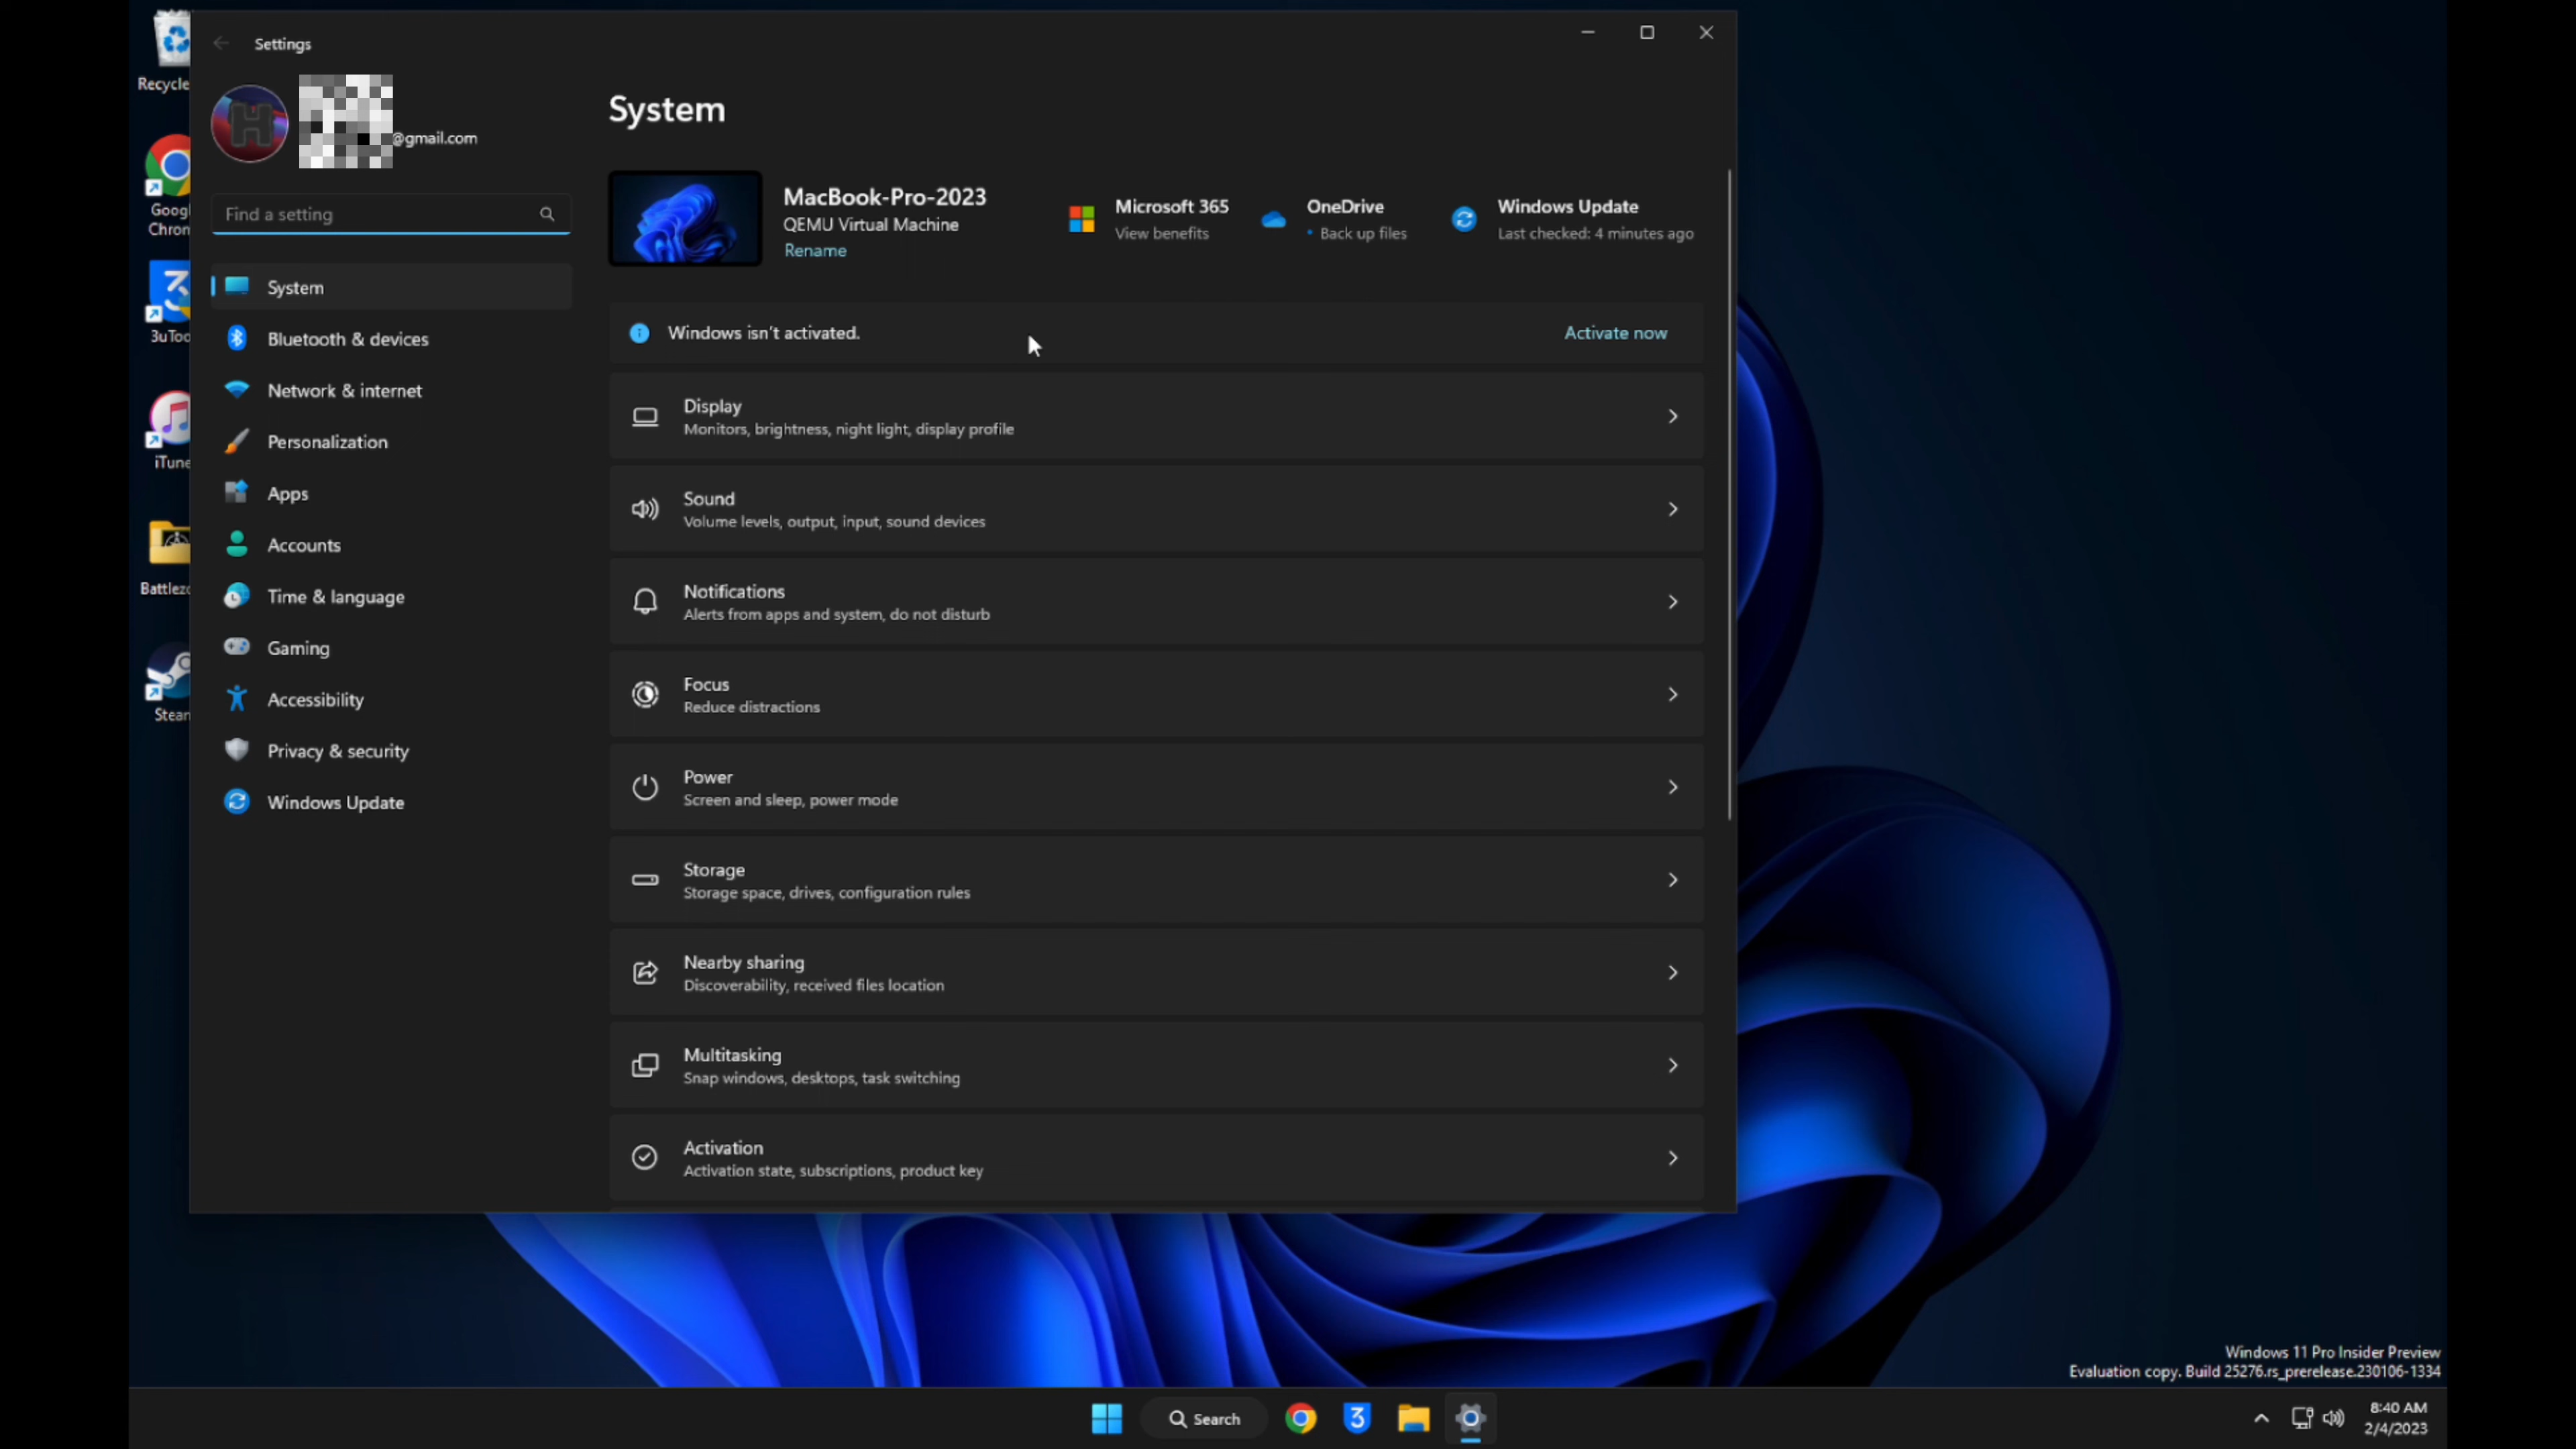 Recycle
Google
Chrom
3uToo
iTune
Battlezo
Stear
Settings
@gmail.com
Find a setting
System
Bluetooth & devices
Network & internet
Personalization
Apps
Accounts
Time & language
Gaming
Accessibility
Privacy & security
Windows Update
System
MacBook-Pro-2023
QEMU Virtual Machine
Rename
Microsoft 365
View benefits
OneDrive
• Back up files
Windows Update
Last checked: 4 minutes ago
Windows isn't activated.
Activate now
Display
Monitors, brightness, night light, display profile
Sound
Volume levels, output, input, sound devices
Notifications
Alerts from apps and system, do not disturb
Focus
Reduce distractions
Power
Screen and sleep, power mode
Storage
Storage space, drives, configuration rules
Nearby sharing
Discoverability, received files location
Multitasking
Snap windows, desktops, task switching
Activation
Activation state, subscriptions, product key
Windows 11 Pro Insider Preview
Evaluation copy. Build 25276.rs_prerelease.230106-1334
Search
8:40 AM
2/4/2023